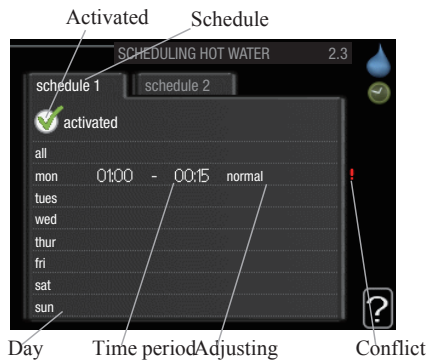 Activated Schedule
SCHEDULING HOT WATER 2.3
schedule 1 schedule 2
activated
all
mon 01:00 - 00:15 normal
tues
wed
thur
fri
sat
sun
!
?
Day Time period Adjusting Conflict